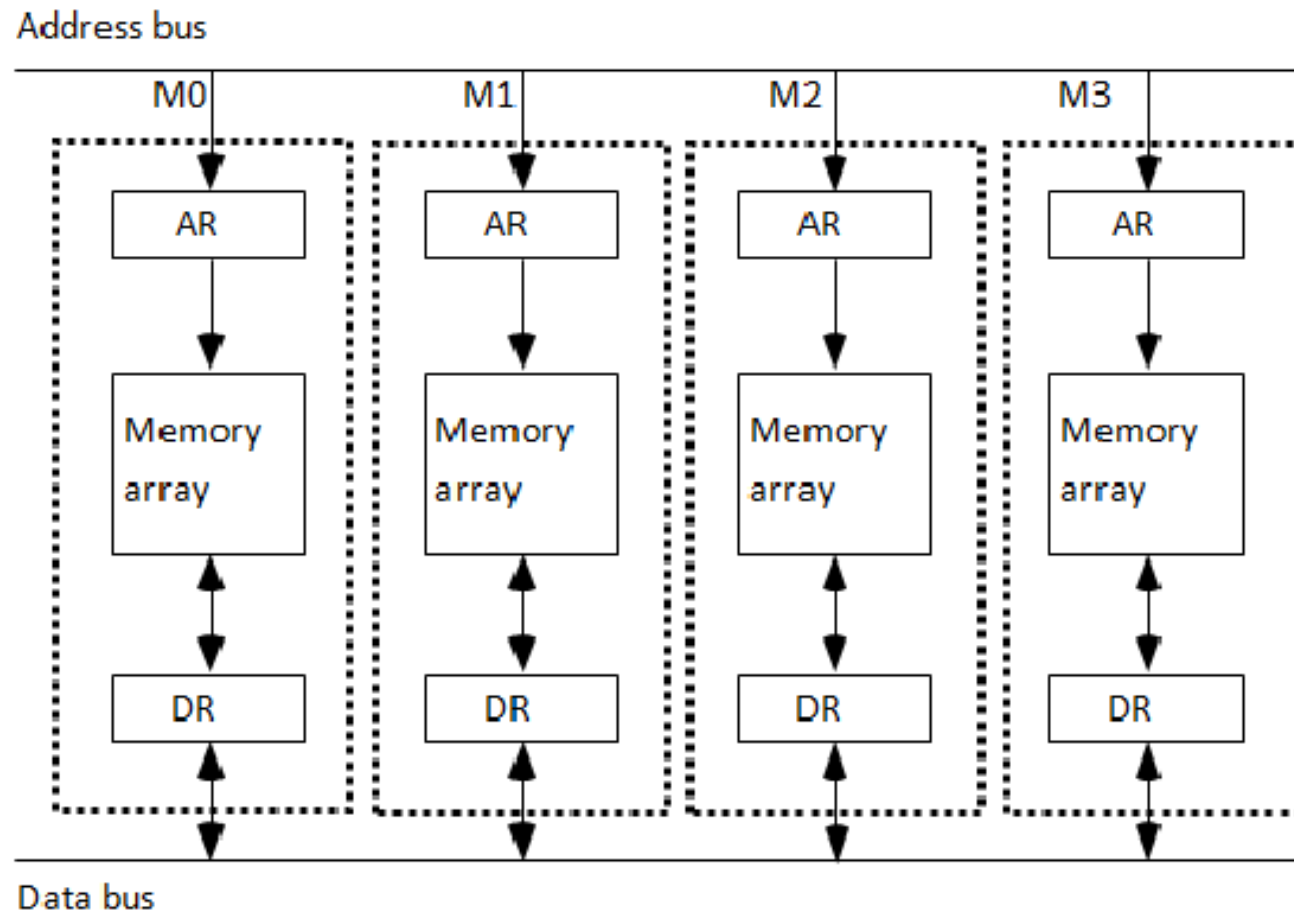 Address bus
M0 M1 M2 M3
AR AR AR AR
Memory Memory Memory Memory
array array array array
DR DR DR DR
Data bus